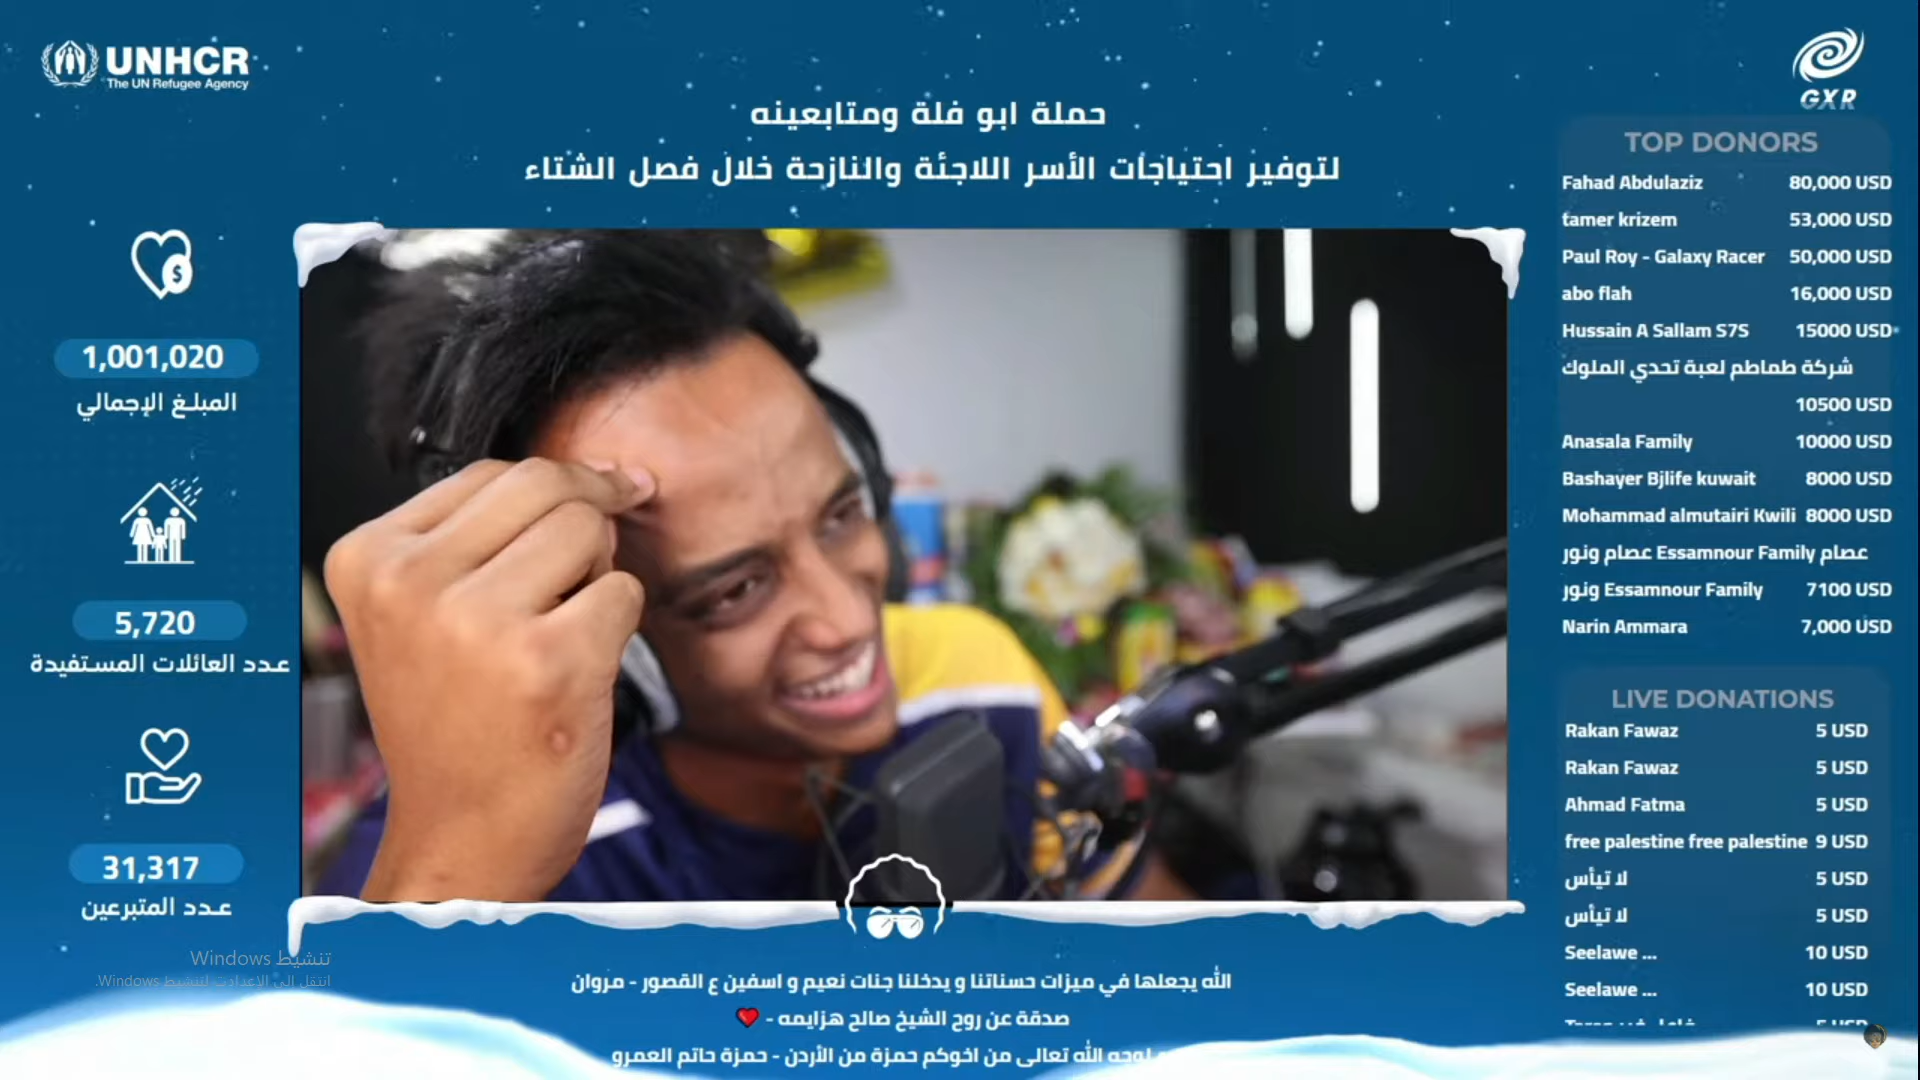 UNHCR
The UN Refugee Agency
GXR
حملة ابو فلة ومتابعينه
لتوفير احتياجات الأسر اللاجئة والنازحة خلال فصل الشتاء
1,001,020
المبلغ الإجمالي
5,720
عدد العائلات المستفيدة
31,317
عدد المتبرعين
TOP DONORS
Fahad Abdulaziz 80,000 USD
tamer krizem 53,000 USD
Paul Roy - Galaxy Racer 50,000 USD
abo flah 16,000 USD
Hussain A Sallam S7S 15000 USD
شركة طماطم لعبة تحدي الملوك
10500 USD
Anasala Family 10000 USD
Bashayer Bjlife kuwait 8000 USD
Mohammad almutairi Kwili 8000 USD
عصام ونور Essamnour Family عصام
ونور Essamnour Family 7100 USD
Narin Ammara 7,000 USD
LIVE DONATIONS
Rakan Fawaz 5 USD
Rakan Fawaz 5 USD
Ahmad Fatma 5 USD
free palestine free palestine 9 USD
لا تيأس 5 USD
لا تيأس 5 USD
Seelawe ... 10 USD
Seelawe ... 10 USD
تنشيط Windows
انتقل إلى الإعدادت لتنشيط Windows.
الله يجعلها في ميزات حسناتنا و يدخلنا جنات نعيم و اسفين ع القصور - مروان
صدقة عن روح الشيخ صالح هزايمه - ❤️
لوجه الله تعالى من اخوكم حمزة من الأردن - حمزة حاتم العمرو